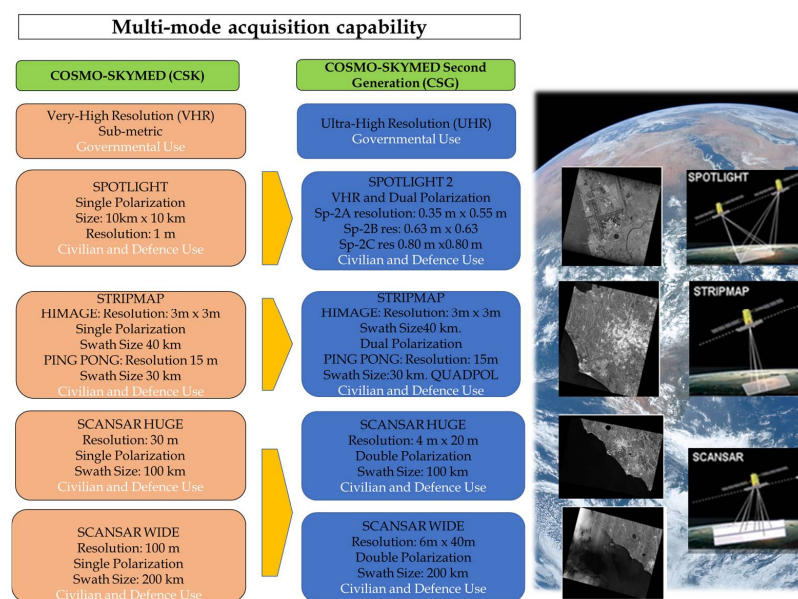 Multi-mode acquisition capability
COSMO-SKYMED (CSK)
Very-High Resolution (VHR)
Sub-metric
Governmental Use
SPOTLIGHT
Single Polarization
Size: 10km x 10 km
Resolution: 1 m
Civilian and Defence Use
STRIPMAP
HIMAGE: Resolution: 3m x 3m
Single Polarization
Swath Size 40 km
PING PONG: Resolution 15 m
Swath Size 30 km
Civilian and Defence Use
SCANSAR HUGE
Resolution: 30 m
Single Polarization
Swath Size: 100 km
Civilian and Defence Use
SCANSAR WIDE
Resolution: 100 m
Single Polarization
Swath Size: 200 km
Civilian and Defence Use
COSMO-SKYMED Second
Generation (CSG)
Ultra-High Resolution (UHR)
Governmental Use
SPOTLIGHT 2
VHR and Dual Polarization
Sp-2A resolution: 0.35 m x 0.55 m
Sp-2B res: 0.63 m x 0.63
Sp-2C res 0.80 m x0.80 m
Civilian and Defence Use
STRIPMAP
HIMAGE: Resolution: 3m x 3m
Swath Size40 km.
Dual Polarization
PING PONG: Resolution: 15m
Swath Size:30 km. QUADPOL
Civilian and Defence Use
SCANSAR HUGE
Resolution: 4 m x 20 m
Double Polarization
Swath Size: 100 km
Civilian and Defence Use
SCANSAR WIDE
Resolution: 6m x 40m
Double Polarization
Swath Size: 200 km
Civilian and Defence Use
SPOTLIGHT
STRIPMAP
SCANSAR